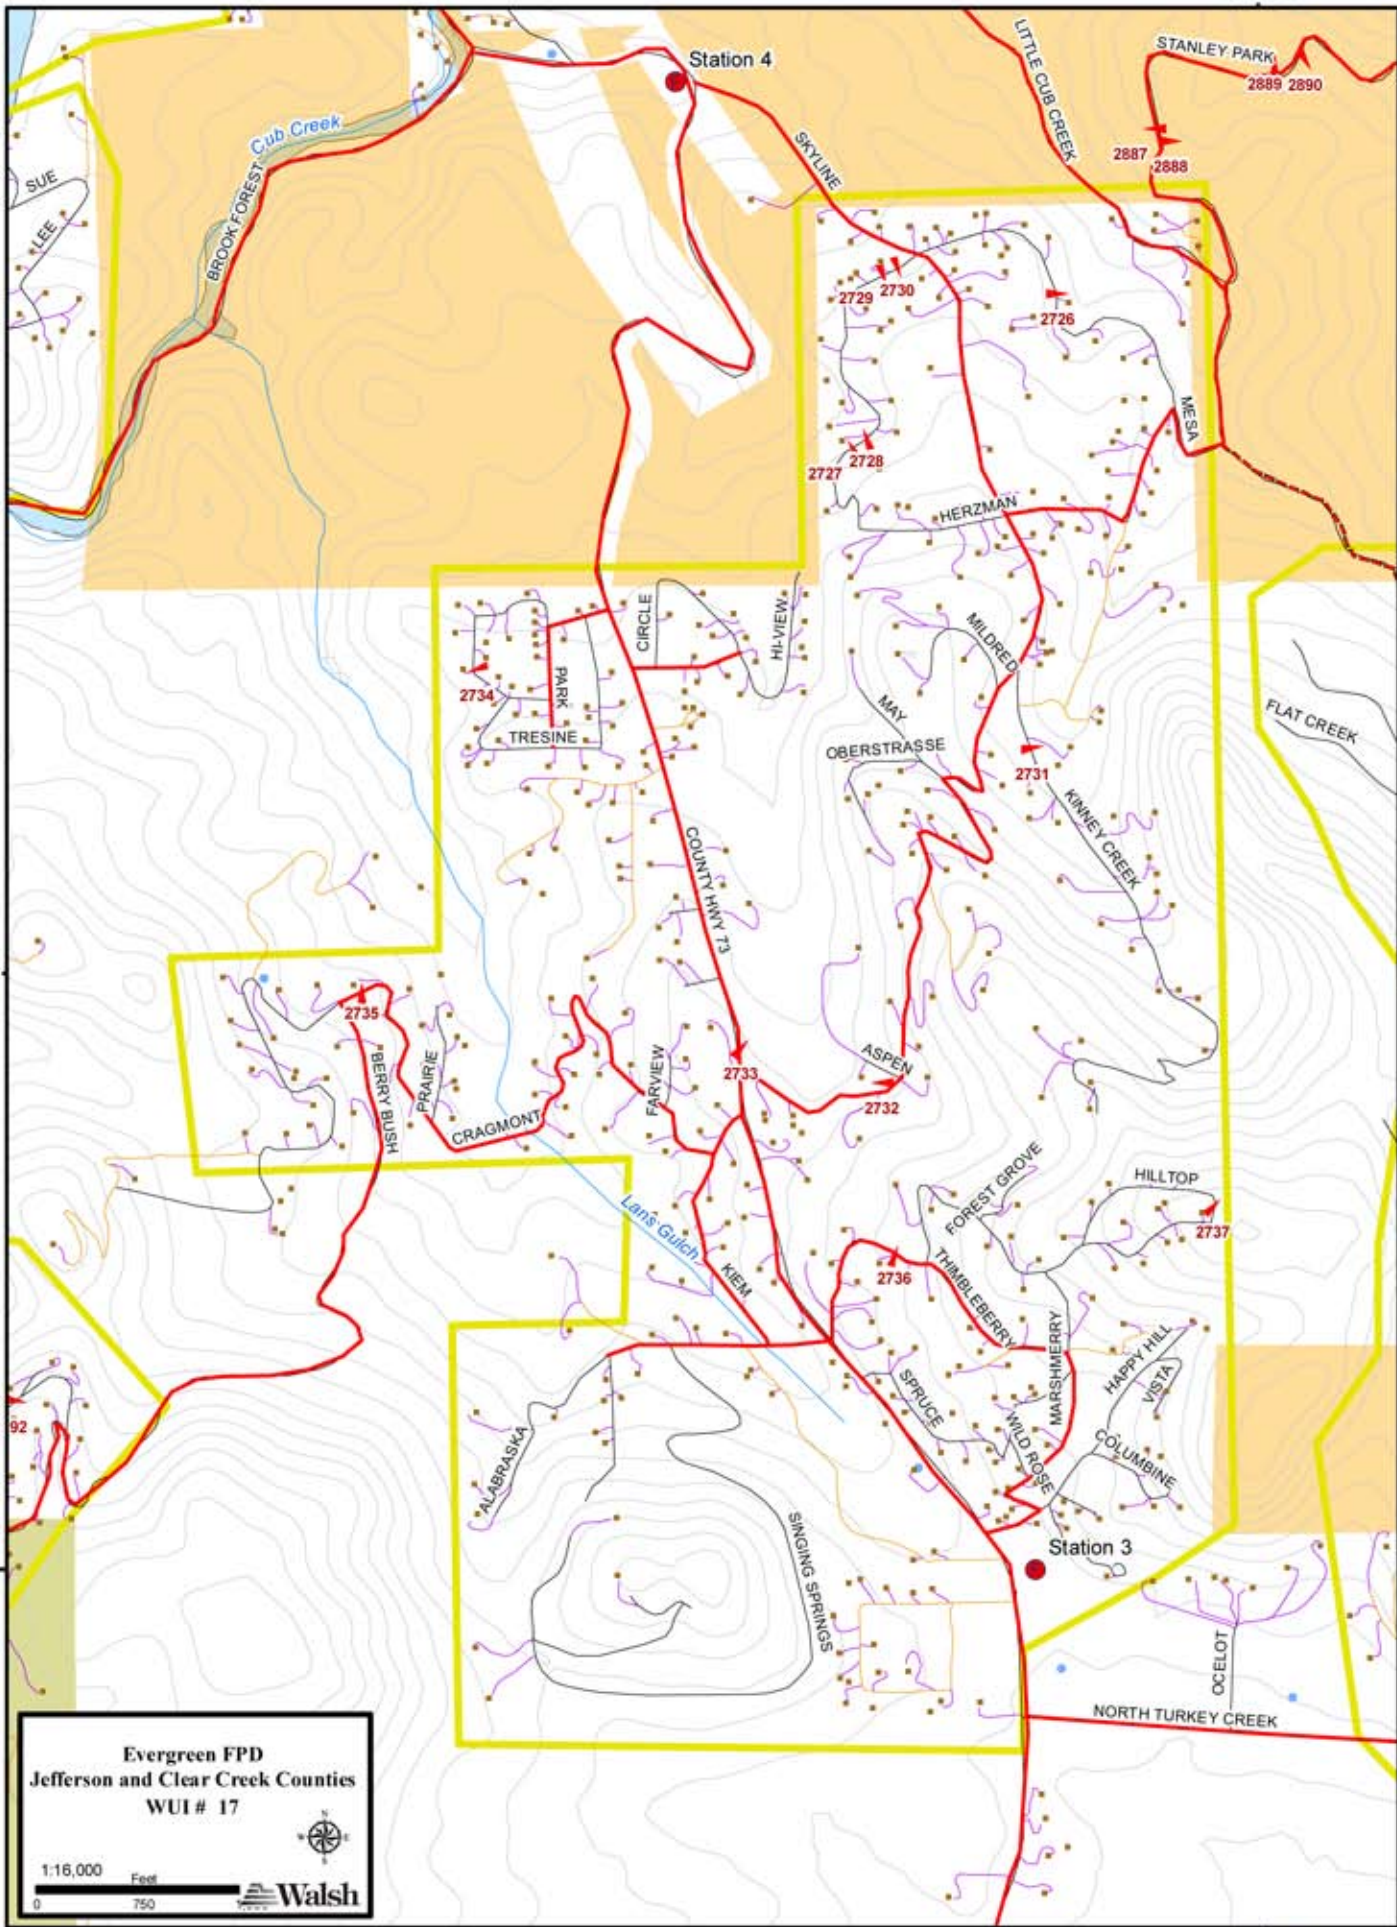 Station 4
LITTLE CUB CREEK
STANLEY PARK
2889
2890
Cub Creek
SKYLINE
2887
2888
SUE
LEE
BROOK FOREST
2729
2730
2726
MESA
2728
2727
HERZMAN
CIRCLE
HI-VIEW
MILDRED
PARK
2734
MAY
FLAT CREEK
TRESINE
OBERSTRASSE
2731
KINNEY CREEK
COUNTY HWY 73
2735
BERRY BUSH
PRAIRIE
FARVIEW
2733
ASPEN
2732
CRAGMONT
FOREST GROVE
HILLTOP
Lans Gulch
2737
KIEM
2736
THIMBLEBERRY
MARSHMERRY
HAPPY HILL
VISTA
SPRUCE
92
WILD ROSE
COLUMBINE
ALABRASKA
SINGING SPRINGS
Station 3
OCELOT
NORTH TURKEY CREEK
Evergreen FPD
Jefferson and Clear Creek Counties
WUI # 17
N
W E
S
1:16,000
Feet
0 750
Walsh